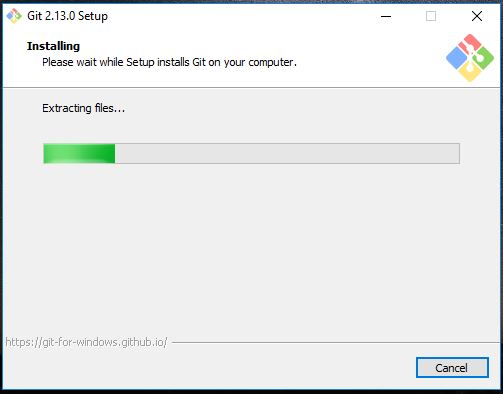 Git 2.13.0 Setup
Installing
Please wait while Setup installs Git on your computer.
Extracting files...
https://git-for-windows.github.io/
Cancel